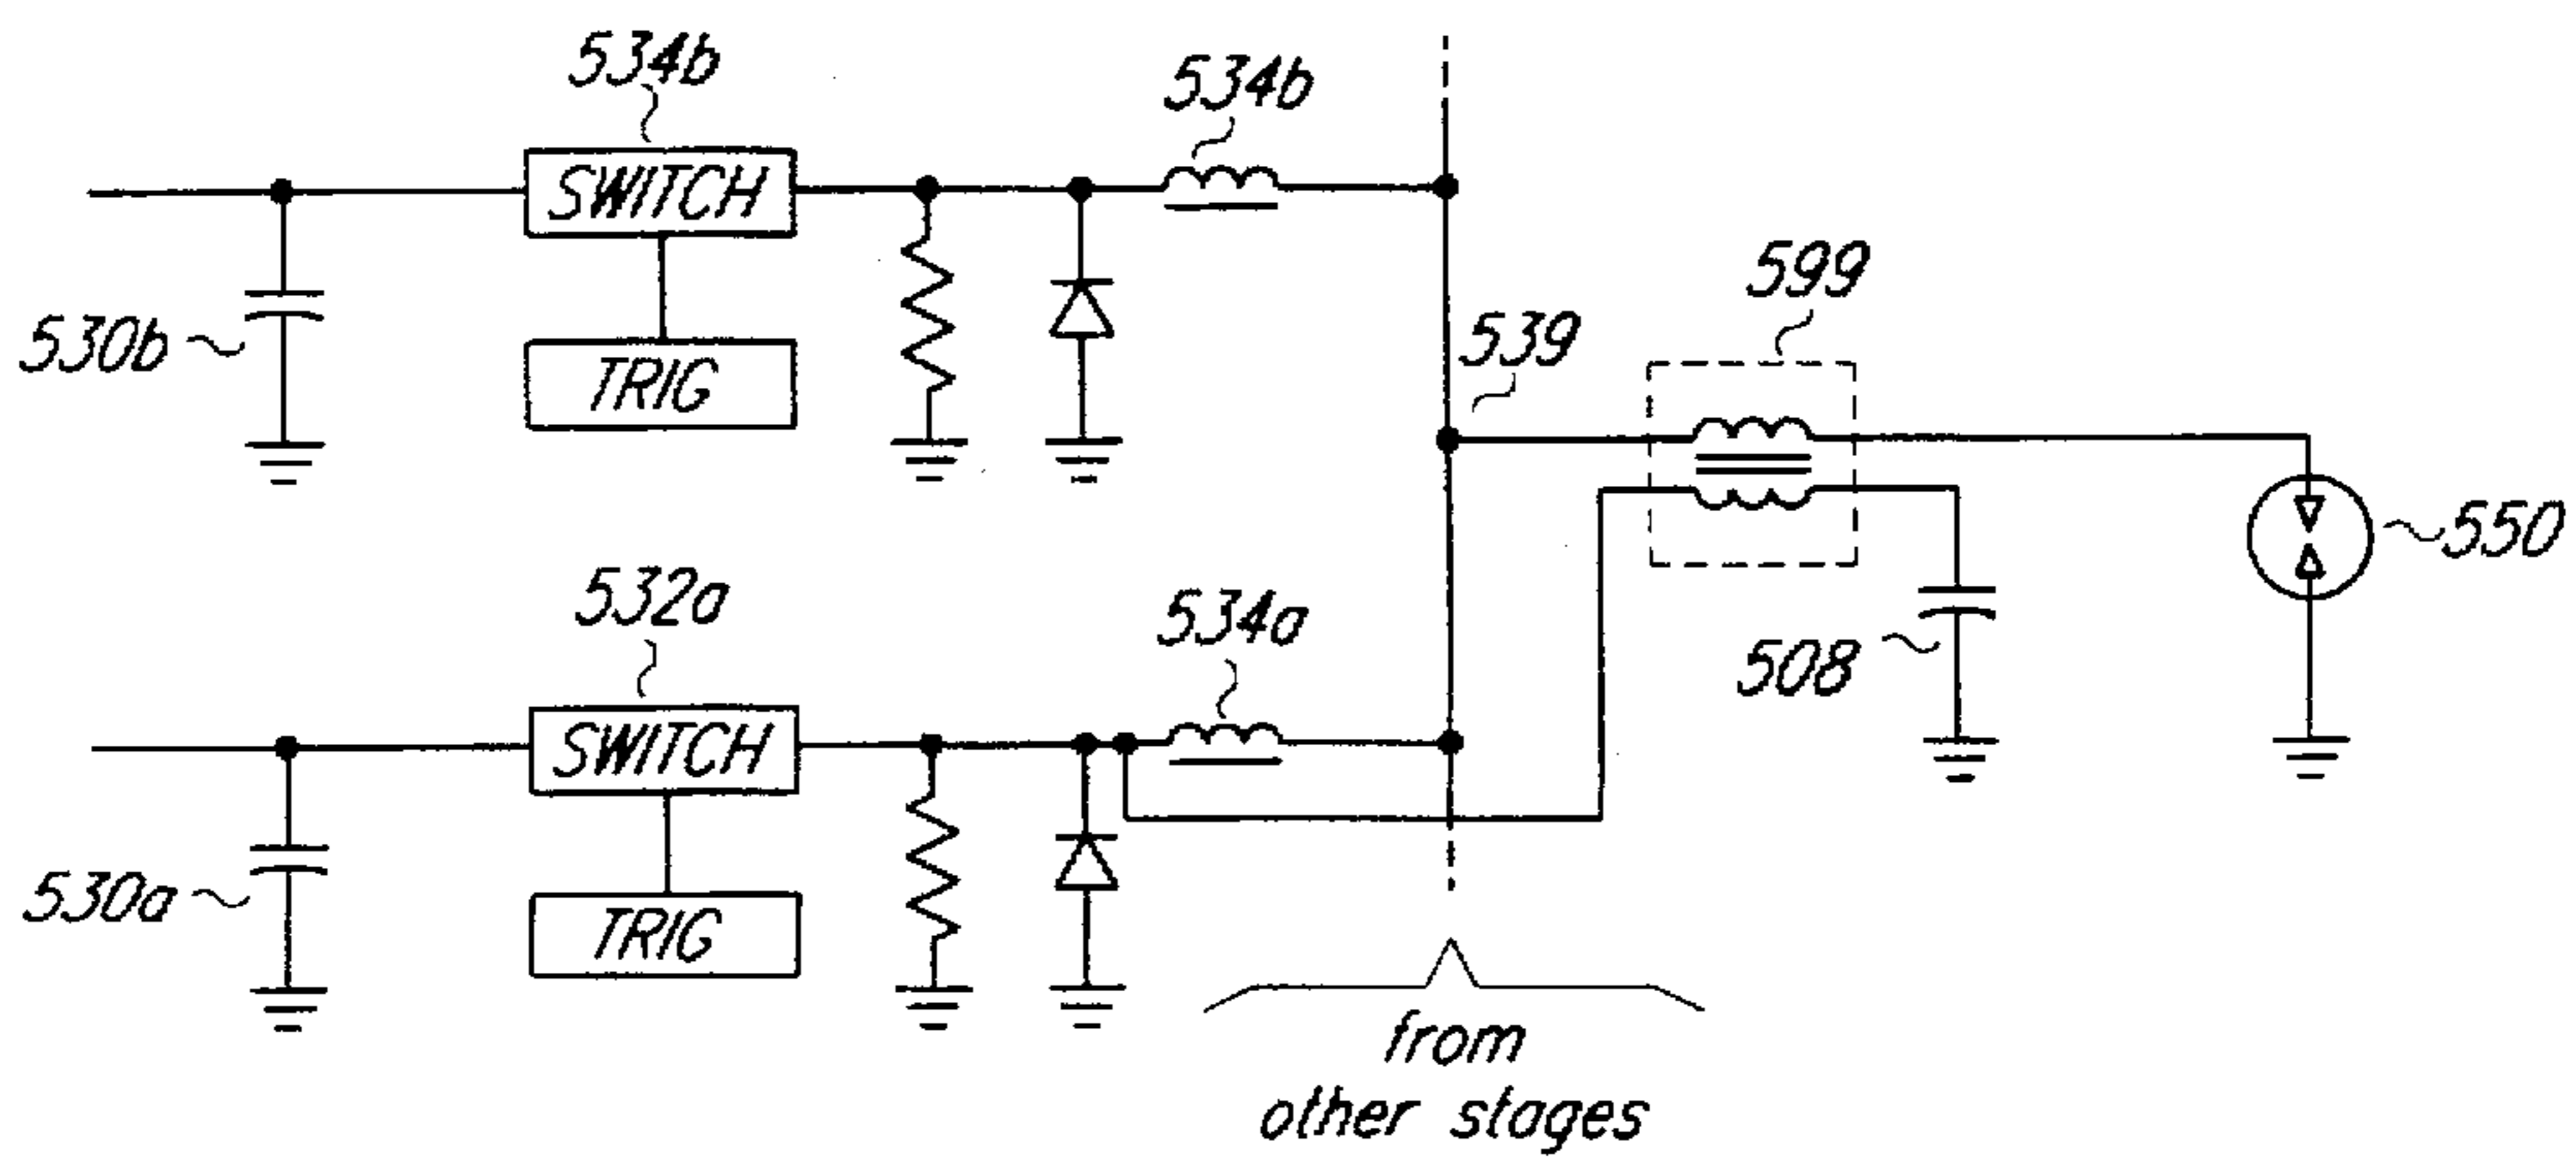 534b
534b
SWITCH
599
530b
539
TRIG
550
532a
534a
508
SWITCH
530a
TRIG
from
other stages